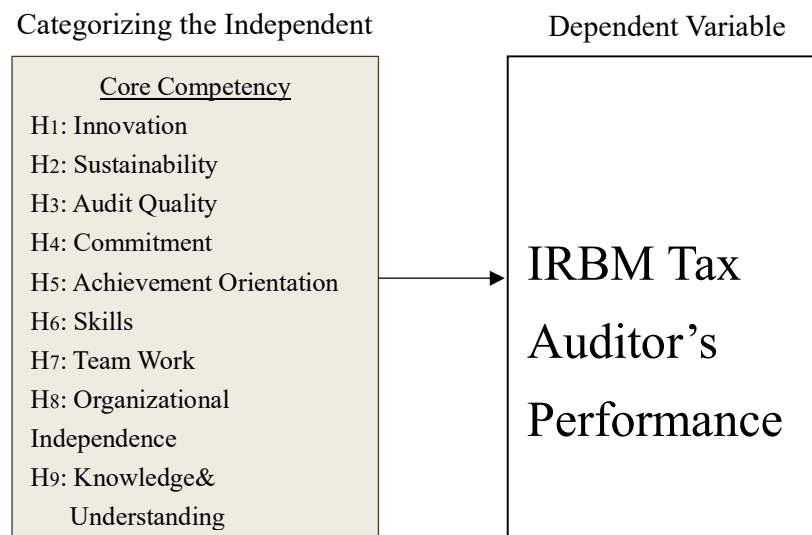 Categorizing the Independent
Dependent Variable
Core Competency
H1: Innovation
H2: Sustainability
H3: Audit Quality
H4: Commitment
H5: Achievement Orientation
H6: Skills
H7: Team Work
H8: Organizational
Independence
H9: Knowledge&
Understanding
IRBM Tax
Auditor’s
Performance